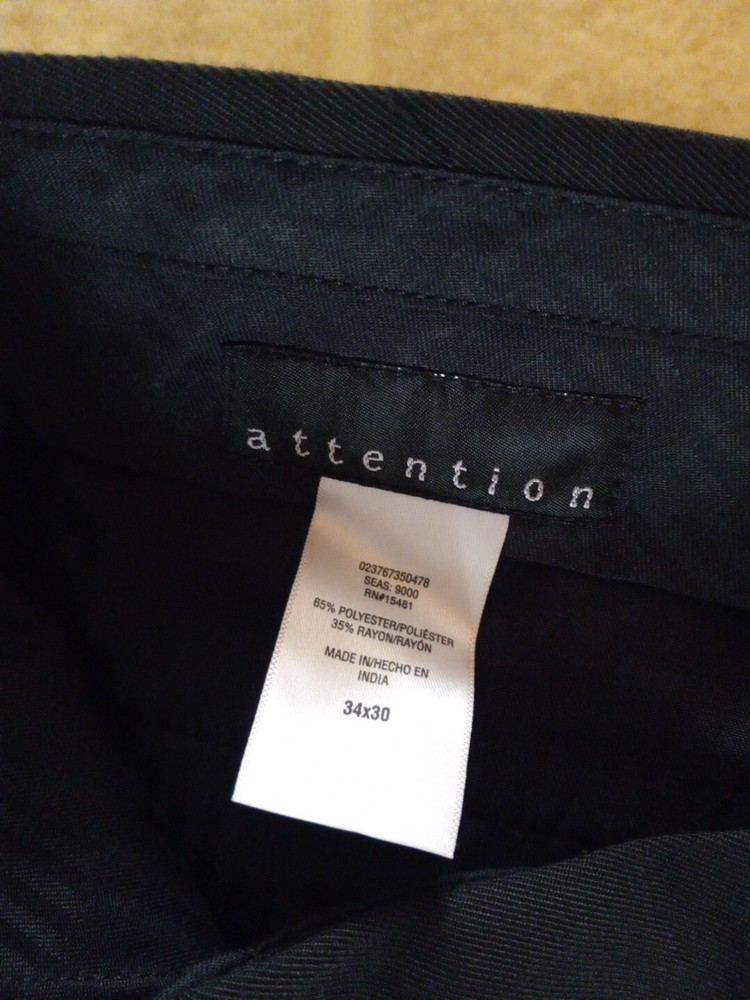 attention
023767350478
SEAS: 9000
RN#15481
65% POLYESTER/POLIÉSTER
35% RAYON/RAYÓN
MADE IN/HECHO EN
INDIA
34x30